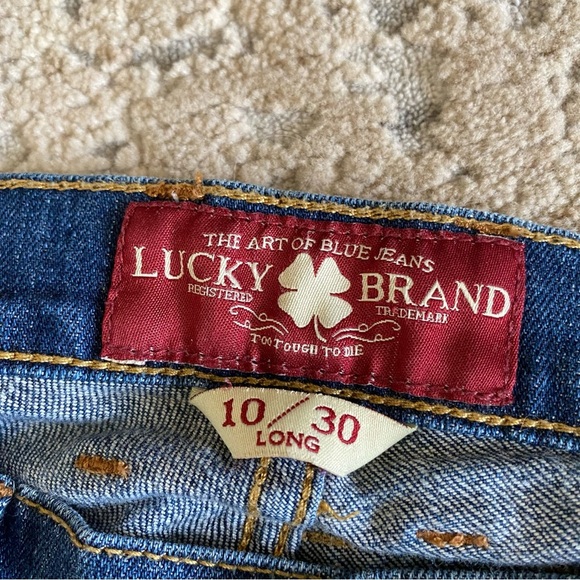 THE ART OF BLUE JEANS
LUCKY BRAND
REGISTERED TRADEMARK
TOO TOUGH TO DIE
10/30
LONG